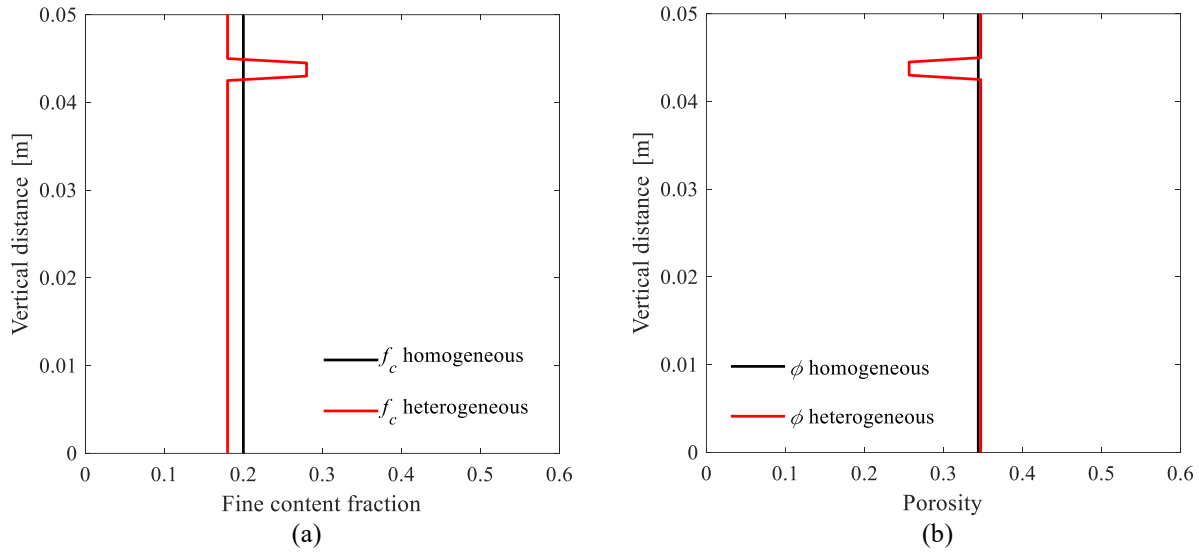 0.05
0.04
0.03
0.02
0.01
0
Vertical distance [m]
f_c homogeneous
f_c heterogeneous
0 0.1 0.2 0.3 0.4 0.5 0.6
Fine content fraction
(a)
0.05
0.04
0.03
0.02
0.01
0
Vertical distance [m]
ϕ homogeneous
ϕ heterogeneous
0 0.1 0.2 0.3 0.4 0.5 0.6
Porosity
(b)